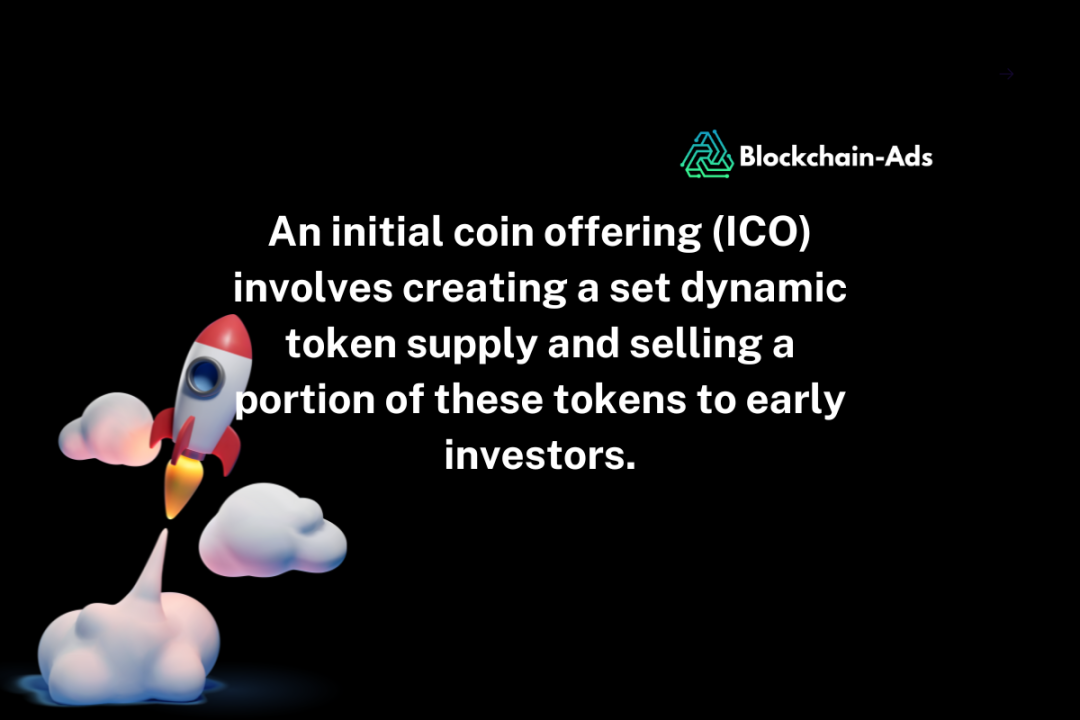 Blockchain-Ads
An initial coin offering (ICO)
involves creating a set dynamic
token supply and selling a
portion of these tokens to early
investors.